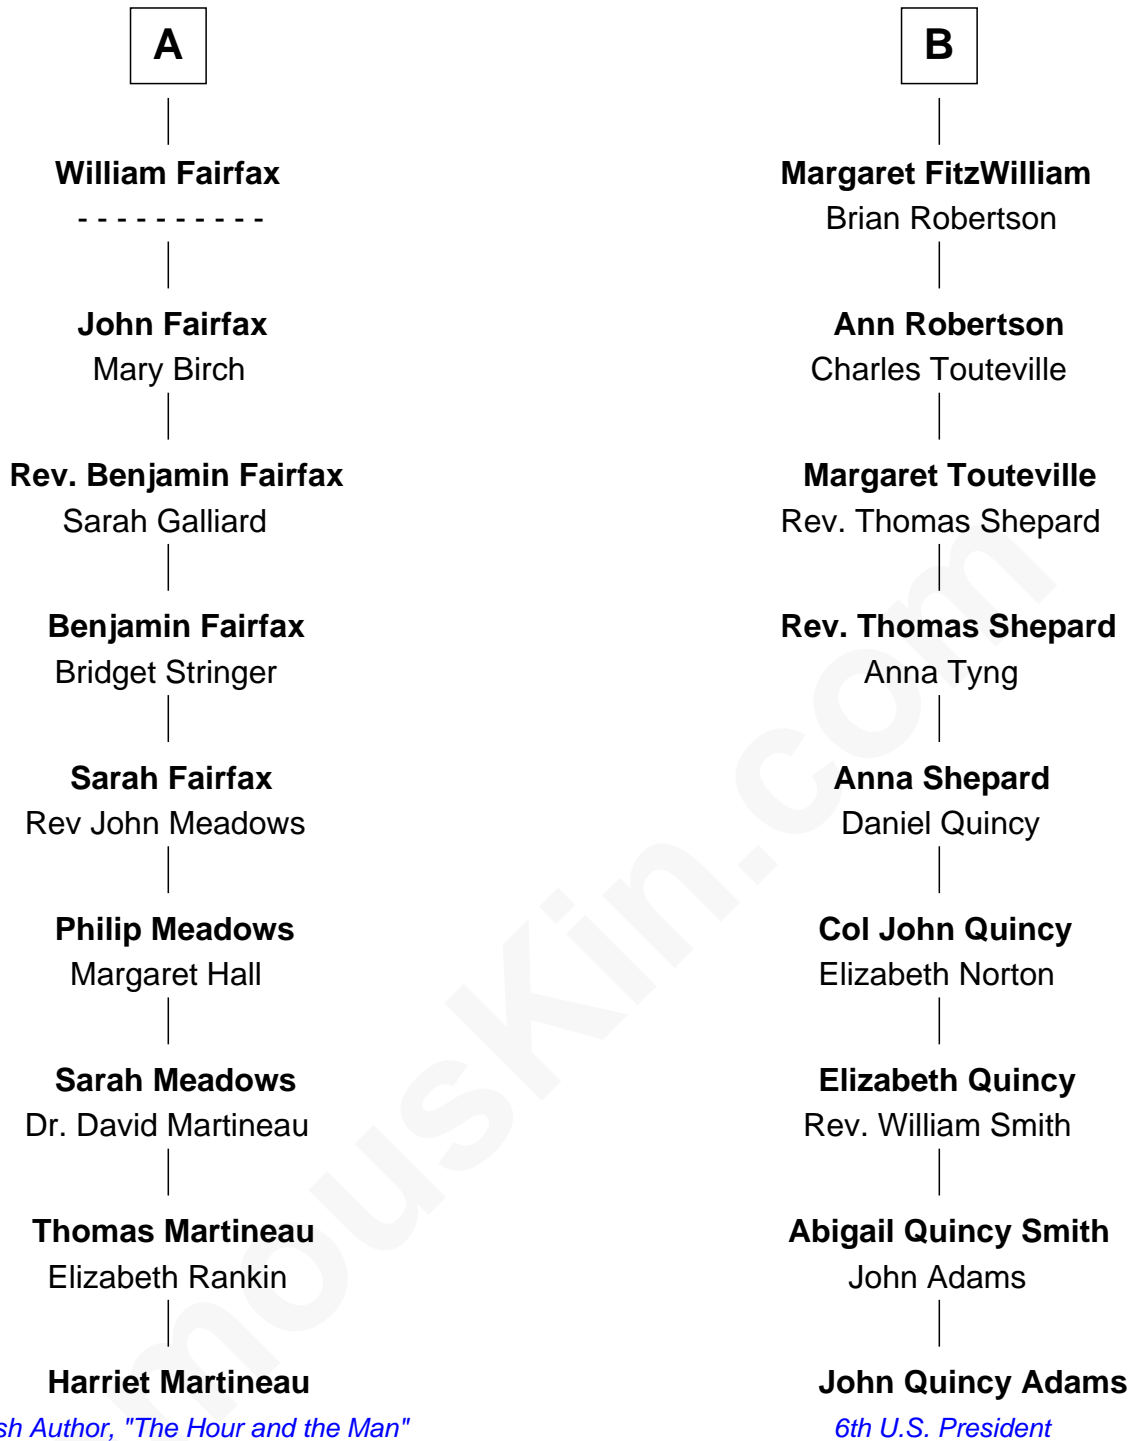 A
William Fairfax
- - - - - - - - - -
John Fairfax
Mary Birch
Rev. Benjamin Fairfax
Sarah Galliard
Benjamin Fairfax
Bridget Stringer
Sarah Fairfax
Rev John Meadows
Philip Meadows
Margaret Hall
Sarah Meadows
Dr. David Martineau
Thomas Martineau
Elizabeth Rankin
Harriet Martineau
sh Author, "The Hour and the Man"
B
Margaret FitzWilliam
Brian Robertson
Ann Robertson
Charles Touteville
Margaret Touteville
Rev. Thomas Shepard
Rev. Thomas Shepard
Anna Tyng
Anna Shepard
Daniel Quincy
Col John Quincy
Elizabeth Norton
Elizabeth Quincy
Rev. William Smith
Abigail Quincy Smith
John Adams
John Quincy Adams
6th U.S. President
mouskin.com